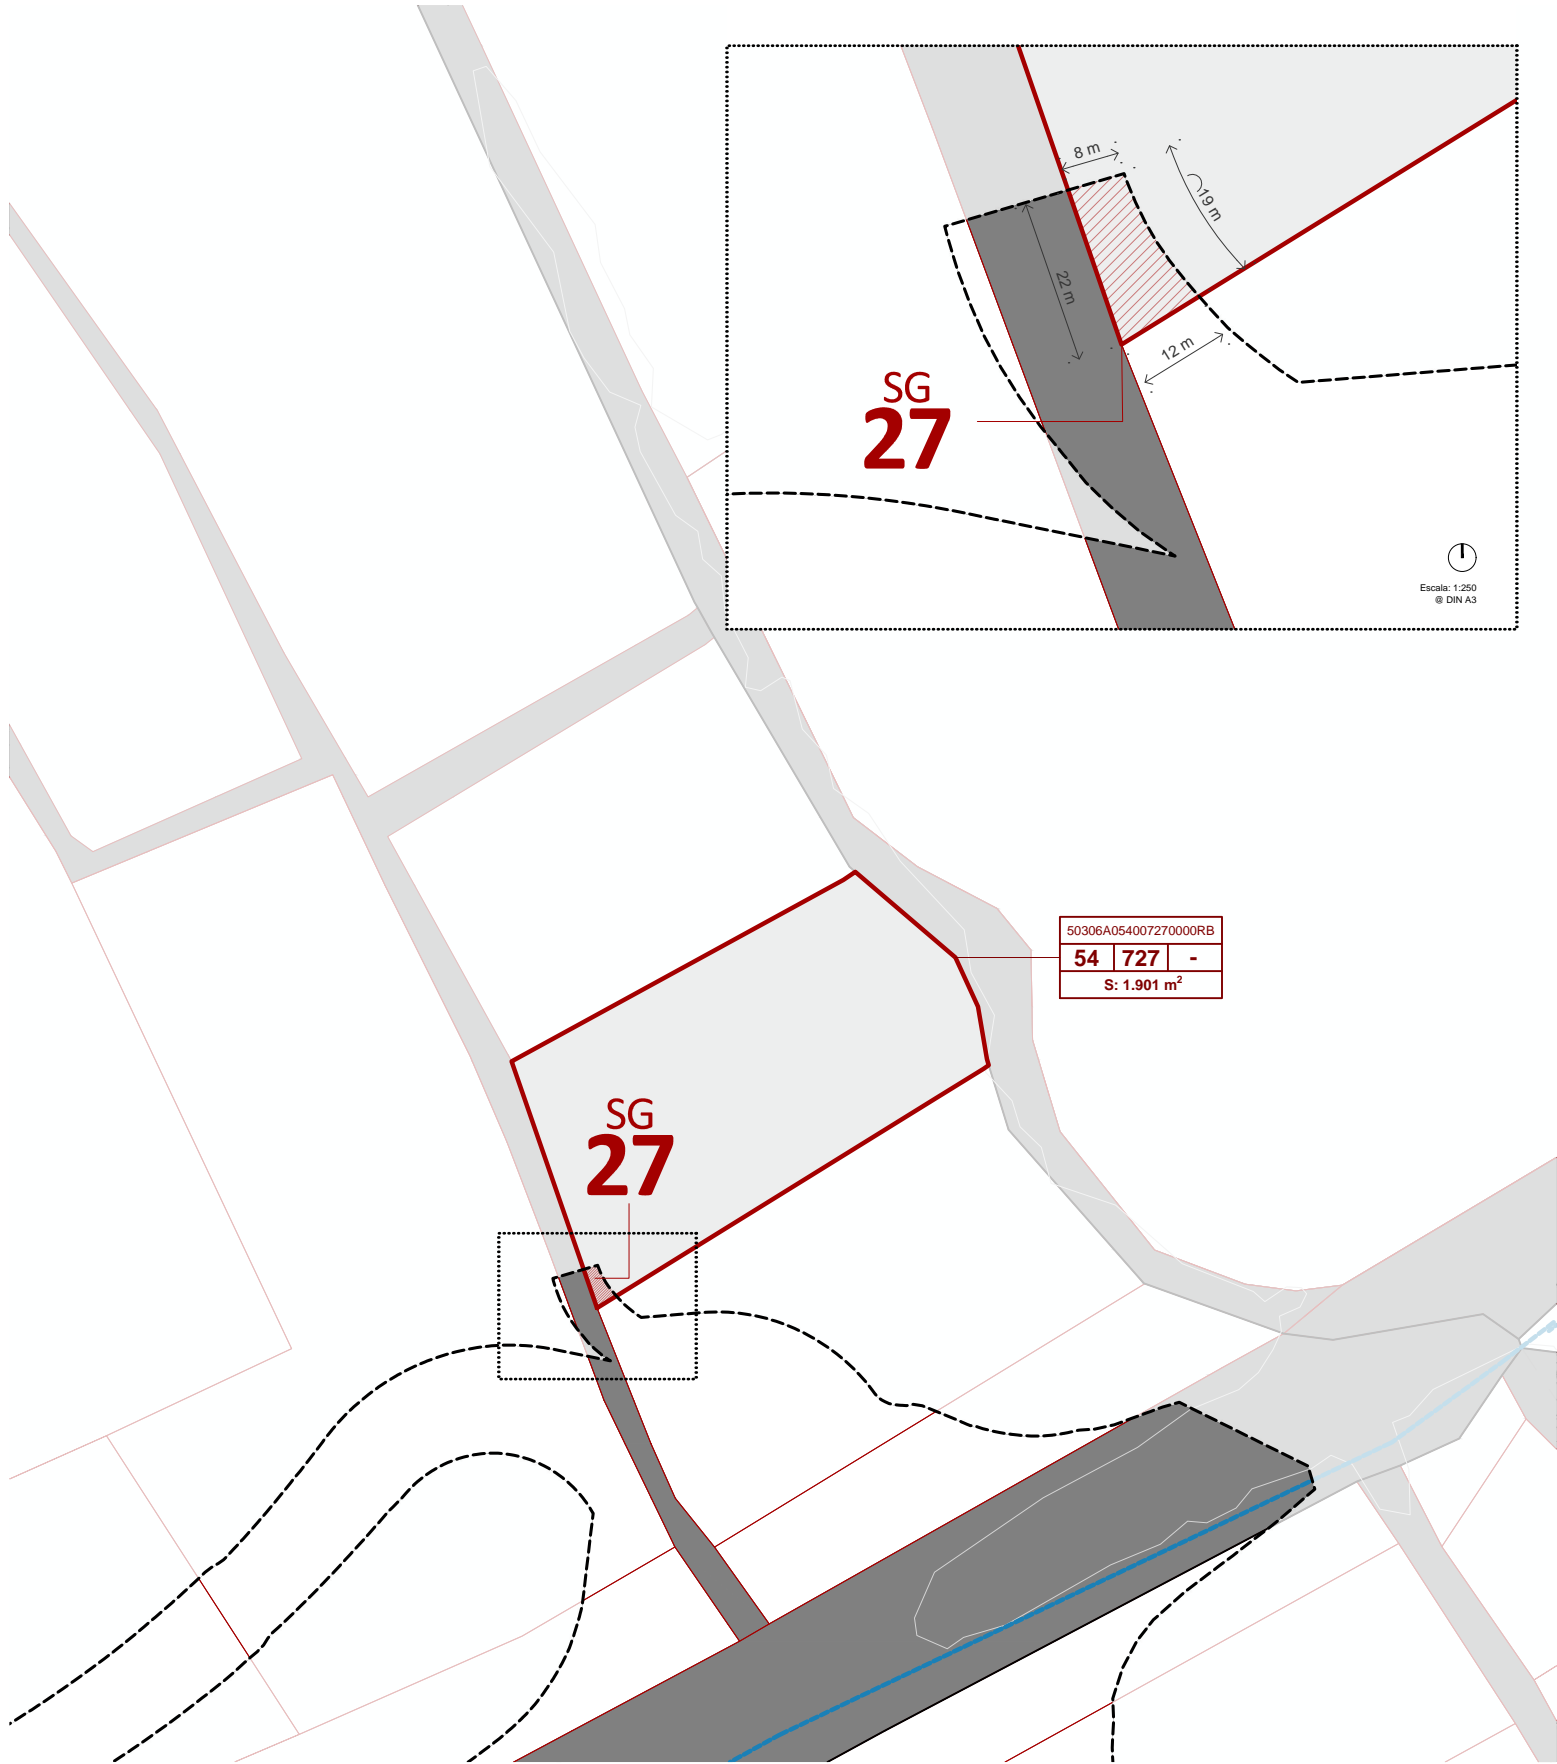 8 m
⌒19 m
22 m
12 m
SG
27
Escala: 1:250
@ DIN A3
50306A054007270000RB
54 727 -
S: 1.901 m²
SG
27